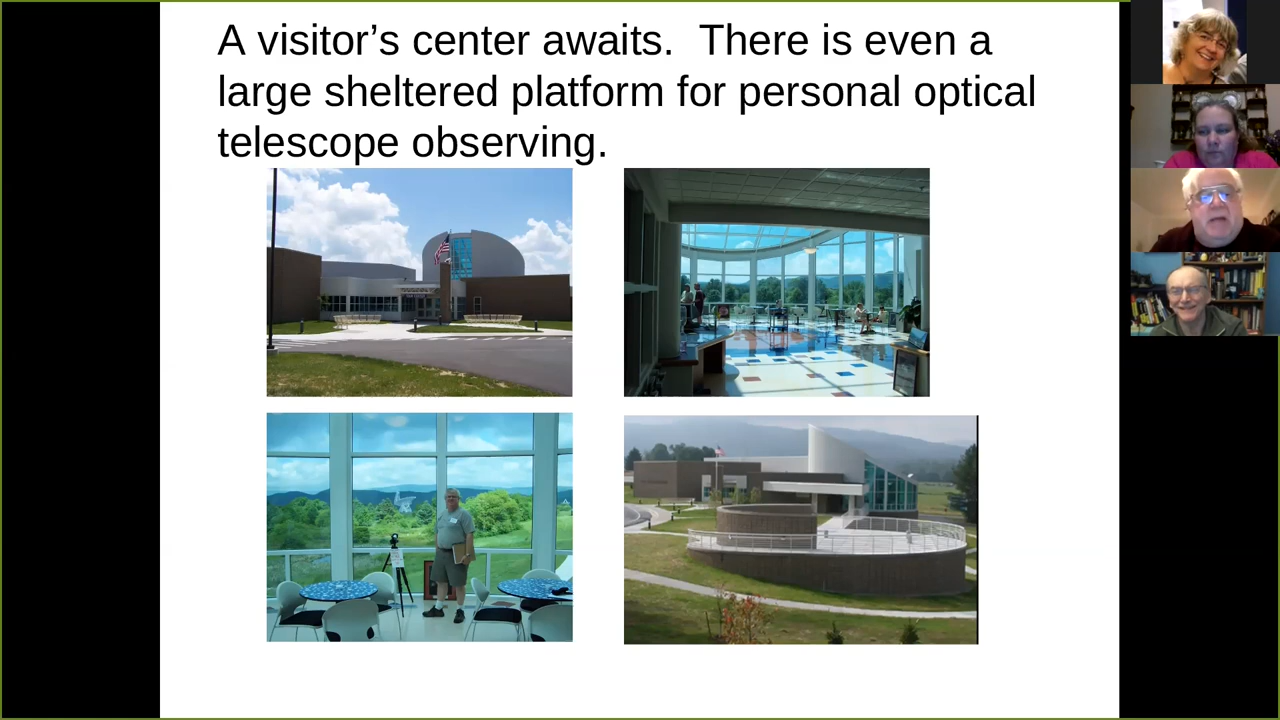 A visitor’s center awaits.  There is even a
large sheltered platform for personal optical
telescope observing.